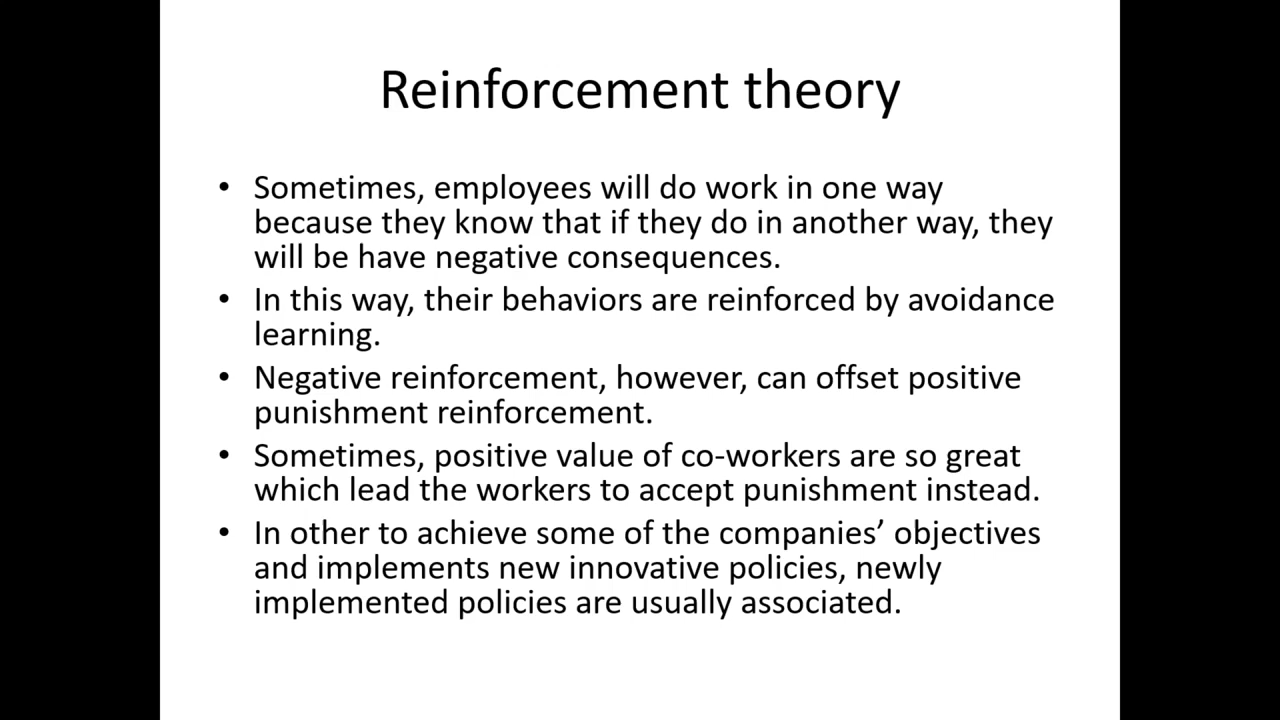 Reinforcement theory
• Sometimes, employees will do work in one way
because they know that if they do in another way, they
will be have negative consequences.
• In this way, their behaviors are reinforced by avoidance
learning.
• Negative reinforcement, however, can offset positive
punishment reinforcement.
• Sometimes, positive value of co-workers are so great
which lead the workers to accept punishment instead.
• In other to achieve some of the companies’ objectives
and implements new innovative policies, newly
implemented policies are usually associated.